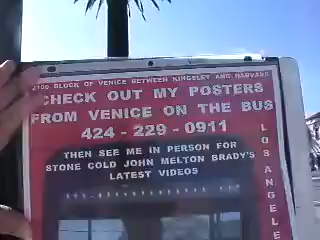 2100 BLOCK OF VENICE BETWEEN KINGSLEY AND HARVARD
CHECK OUT MY POSTERS
FROM VENICE ON THE BUS
424 - 229 - 0911
THEN SEE ME IN PERSON FOR
STONE COLD JOHN MELTON BRADY'S
LATEST VIDEOS
LOS ANGELE